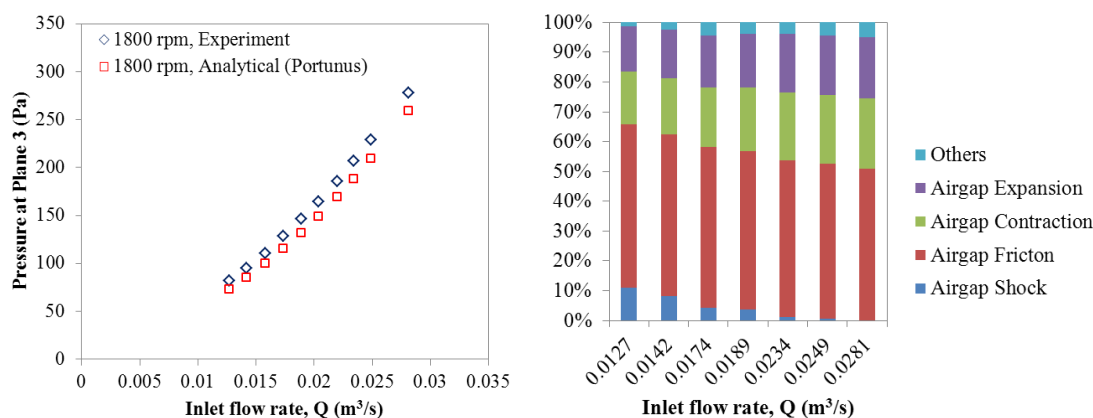 350
300
250
200
150
100
50
0
Pressure at Plane 3 (Pa)
1800 rpm, Experiment
1800 rpm, Analytical (Portunus)
0 0.005 0.01 0.015 0.02 0.025 0.03 0.035
Inlet flow rate, Q (m³/s)
100%
90%
80%
70%
60%
50%
40%
30%
20%
10%
0%
0.0127 0.0142 0.0174 0.0189 0.0234 0.0249 0.0281
Inlet flow rate, Q (m³/s)
Others
Airgap Expansion
Airgap Contraction
Airgap Fricton
Airgap Shock